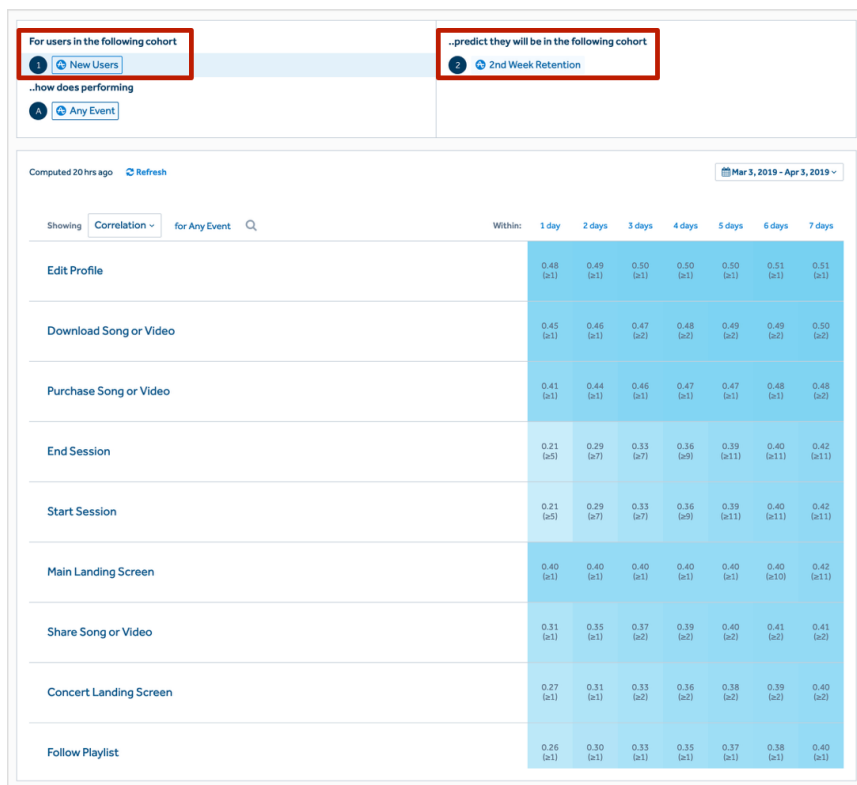 For users in the following cohort
1 New Users
..how does performing
A Any Event
..predict they will be in the following cohort
2 2nd Week Retention
Computed 20 hrs ago Refresh
Mar 3, 2019 - Apr 3, 2019
Showing Correlation for Any Event
Within: 1 day 2 days 3 days 4 days 5 days 6 days 7 days
Edit Profile
0.48 0.49 0.50 0.50 0.50 0.51 0.51
(≥1) (≥1) (≥1) (≥1) (≥1) (≥1) (≥1)
Download Song or Video
0.45 0.46 0.47 0.48 0.49 0.49 0.50
(≥1) (≥1) (≥2) (≥2) (≥2) (≥2) (≥2)
Purchase Song or Video
0.41 0.44 0.46 0.47 0.47 0.48 0.48
(≥1) (≥1) (≥1) (≥1) (≥1) (≥1) (≥2)
End Session
0.21 0.29 0.33 0.36 0.39 0.40 0.42
(≥5) (≥7) (≥7) (≥9) (≥11) (≥11) (≥11)
Start Session
0.21 0.29 0.33 0.36 0.39 0.40 0.42
(≥5) (≥7) (≥7) (≥9) (≥11) (≥11) (≥11)
Main Landing Screen
0.40 0.40 0.40 0.40 0.40 0.40 0.42
(≥1) (≥1) (≥1) (≥1) (≥1) (≥10) (≥11)
Share Song or Video
0.31 0.35 0.37 0.39 0.40 0.41 0.41
(≥1) (≥1) (≥2) (≥2) (≥2) (≥2) (≥2)
Concert Landing Screen
0.27 0.31 0.33 0.36 0.38 0.39 0.40
(≥1) (≥1) (≥2) (≥2) (≥2) (≥2) (≥2)
Follow Playlist
0.26 0.30 0.33 0.35 0.37 0.38 0.40
(≥1) (≥1) (≥1) (≥1) (≥1) (≥1) (≥1)